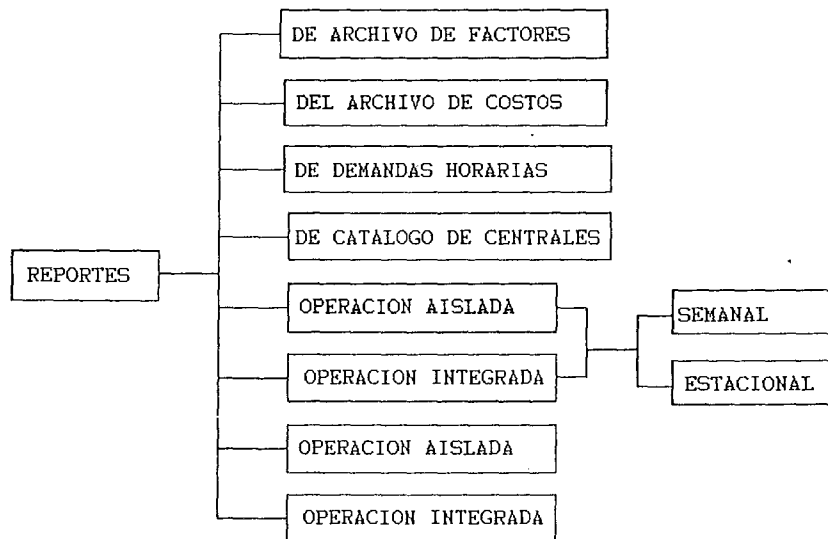 DE ARCHIVO DE FACTORES
DEL ARCHIVO DE COSTOS
DE DEMANDAS HORARIAS
DE CATALOGO DE CENTRALES
REPORTES
OPERACION AISLADA
SEMANAL
OPERACION INTEGRADA
ESTACIONAL
OPERACION AISLADA
OPERACION INTEGRADA